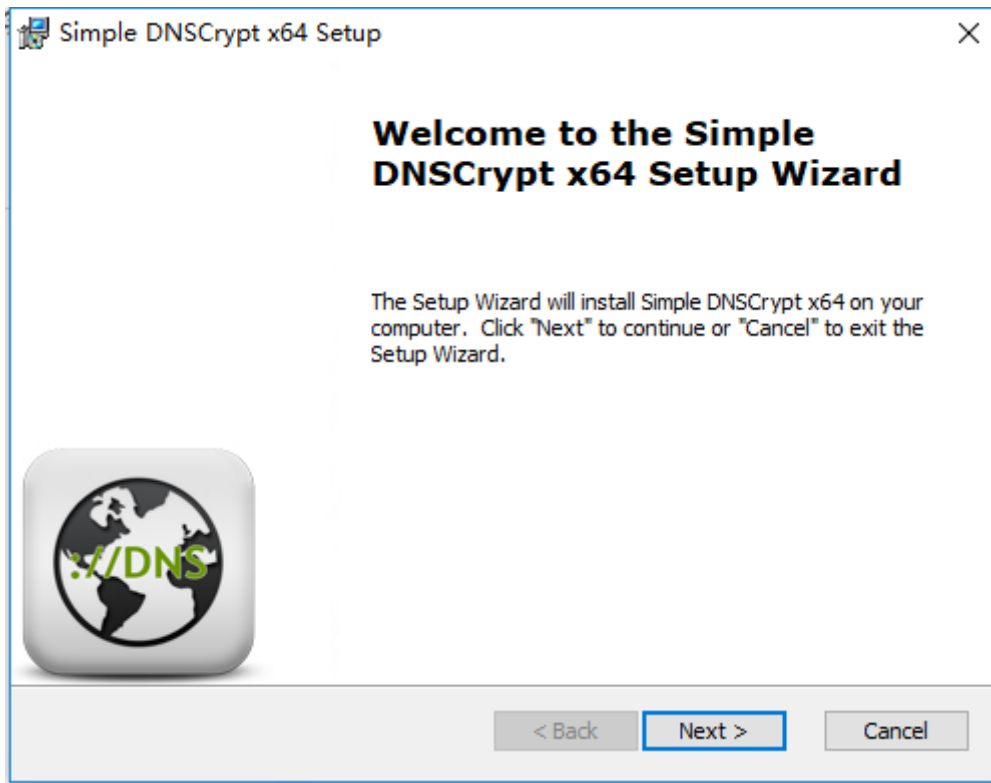 Simple DNSCrypt x64 Setup
Welcome to the Simple
DNSCrypt x64 Setup Wizard
The Setup Wizard will install Simple DNSCrypt x64 on your
computer.  Click "Next" to continue or "Cancel" to exit the
Setup Wizard.
://DNS
< Back
Next >
Cancel